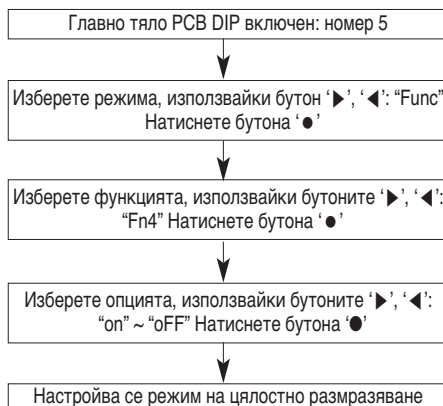 Главно тяло PCB DIP включен: номер 5
Изберете режима, използвайки бутон ‘▶’, ‘◀’: “Func”
Натиснете бутона ‘●’
Изберете функцията, използвайки бутоните ‘▶’, ‘◀’:
“Fn4” Натиснете бутона ‘●’
Изберете опцията, използвайки бутоните ‘▶’, ‘◀’:
“on” ~ “oFF” Натиснете бутона ‘●’
Настройва се режим на цялостно размразяване